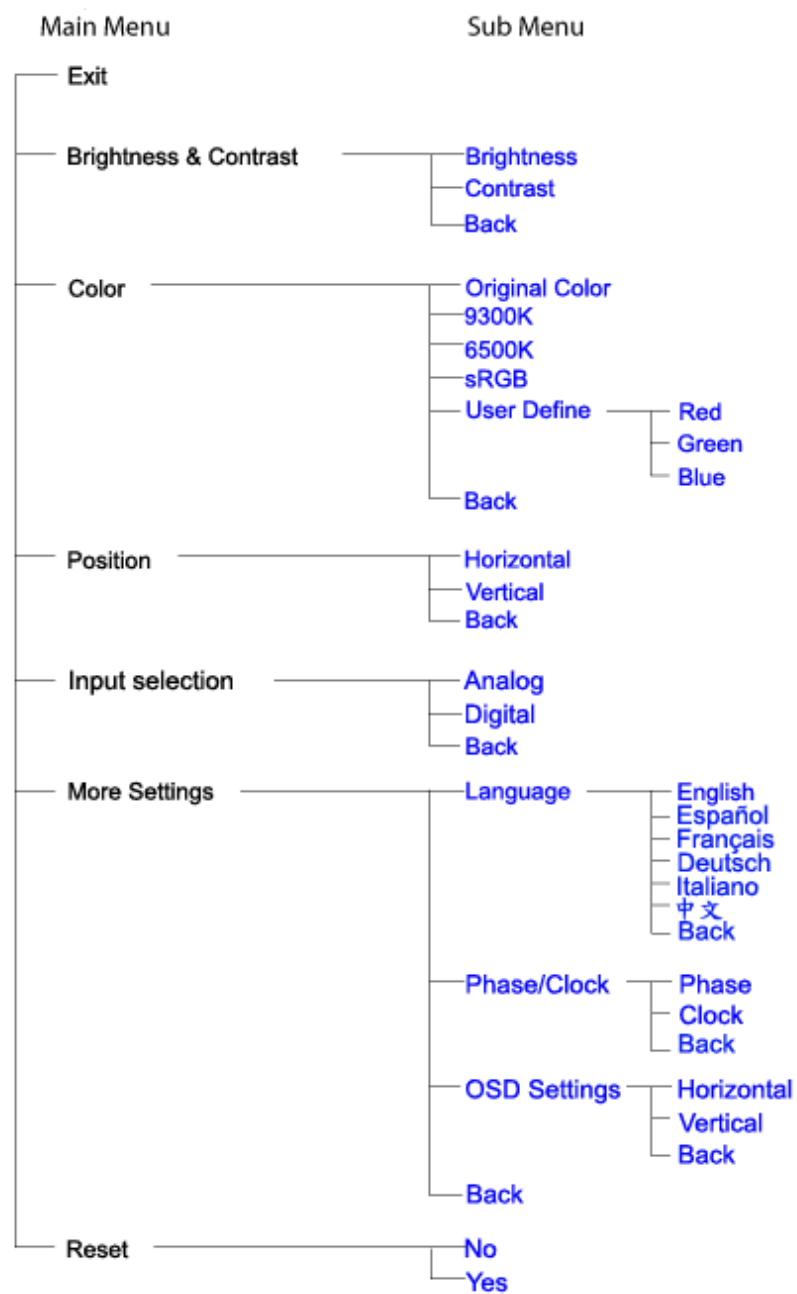 Main Menu Sub Menu
Exit
Brightness & Contrast Brightness
Contrast
Back
Color Original Color
9300K
6500K
sRGB
User Define Red
Green
Blue
Back
Position Horizontal
Vertical
Back
Input selection Analog
Digital
Back
More Settings Language English
Español
Français
Deutsch
Italiano
中文
Back
Phase/Clock Phase
Clock
Back
OSD Settings Horizontal
Vertical
Back
Back
Reset No
Yes